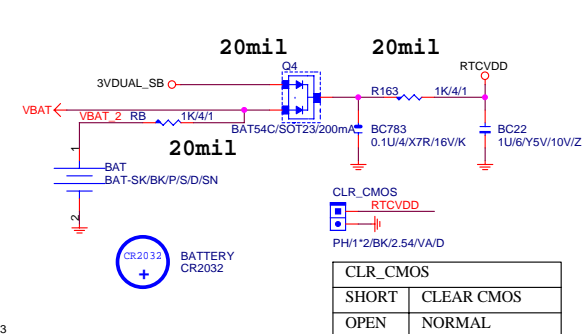 20mil
20mil
Q4
RTCVDD
3VDUAL_SB
R163
1K/4/1
VBAT
VBAT_2
RB
1K/4/1
BAT54C/SOT23/200mA
BC783
0.1U/4/X7R/16V/K
BC22
1U/6/Y5V/10V/Z
20mil
1
BAT
BAT-SK/BK/P/S/D/SN
2
CLR_CMOS
RTCVDD
PH/1*2/BK/2.54/VA/D
CR2032
+
BATTERY
CR2032
CLR_CMOS
SHORT CLEAR CMOS
OPEN NORMAL
3